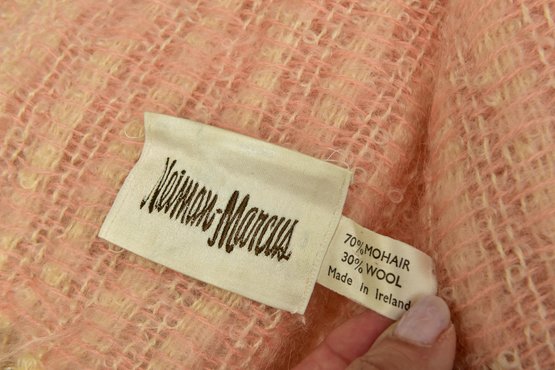 Neiman-Marcus
70% MOHAIR
30% WOOL
Made in Ireland